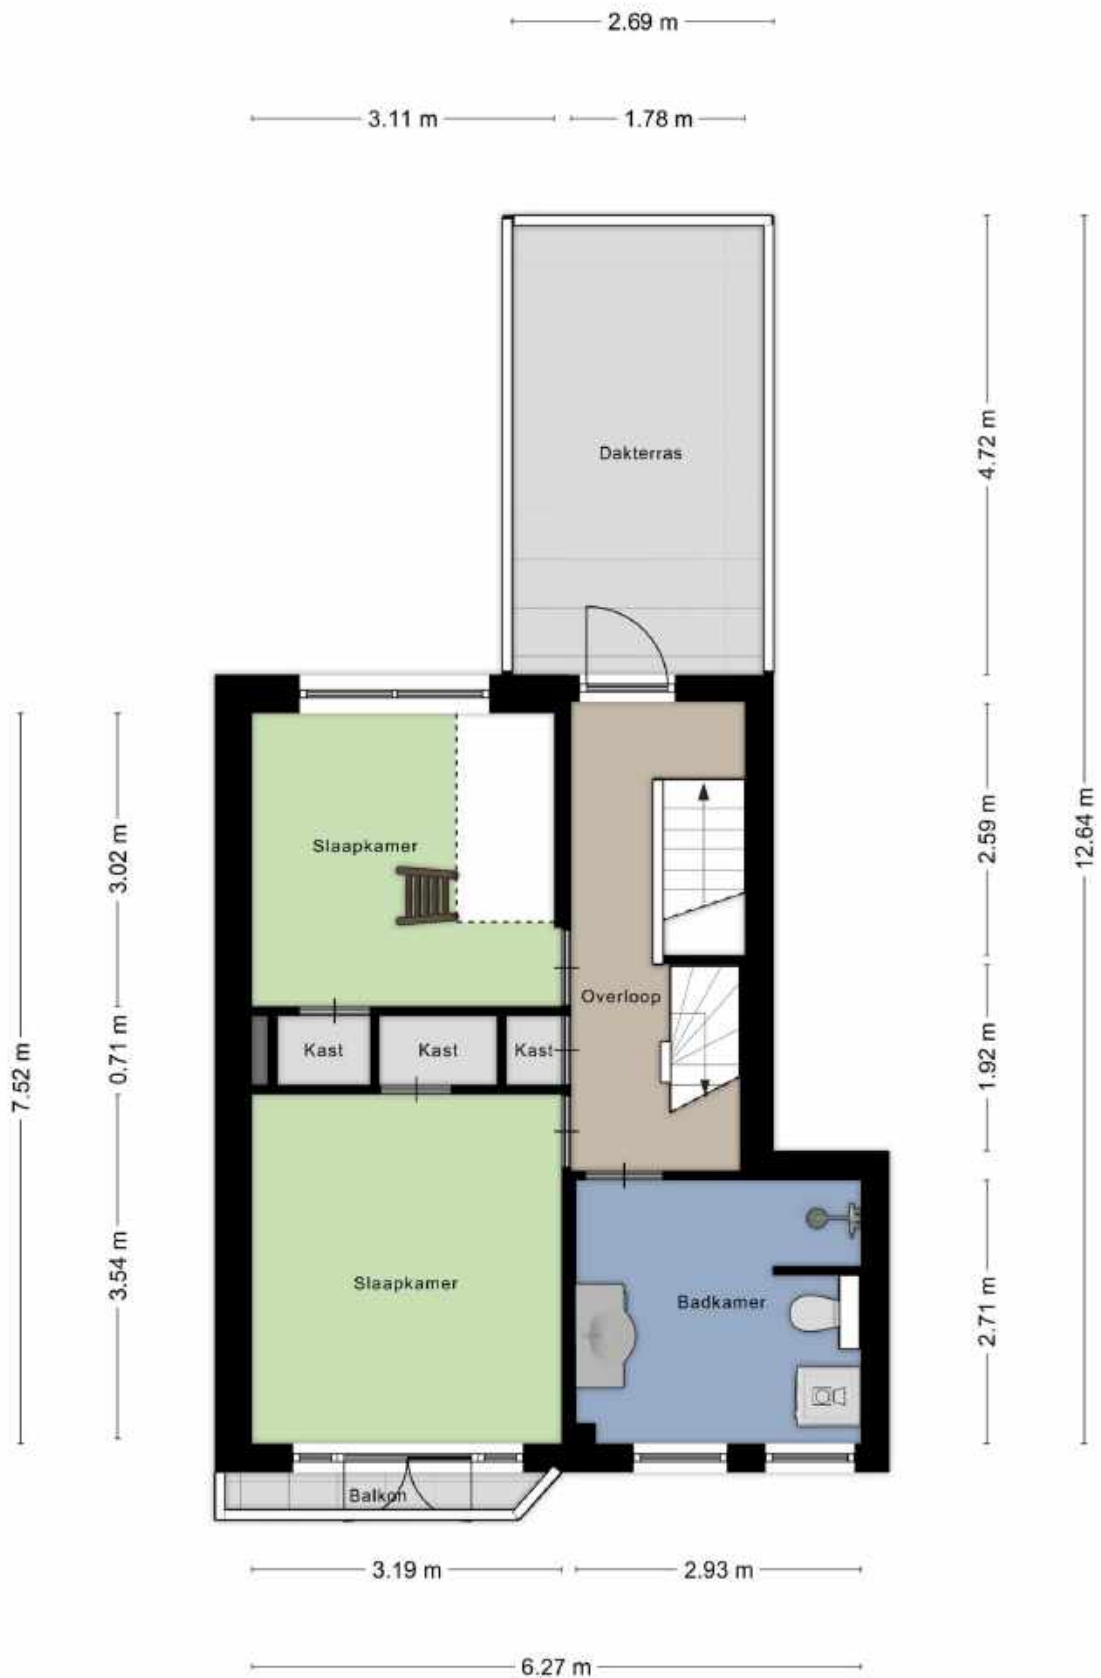 2.69 m
3.11 m
1.78 m
Dakterras
4.72 m
12.64 m
2.59 m
3.02 m
Slaapkamer
Overloop
7.52 m
0.71 m
Kast
Kast
Kast
1.92 m
3.54 m
Slaapkamer
Badkamer
2.71 m
Balkon
3.19 m
2.93 m
6.27 m